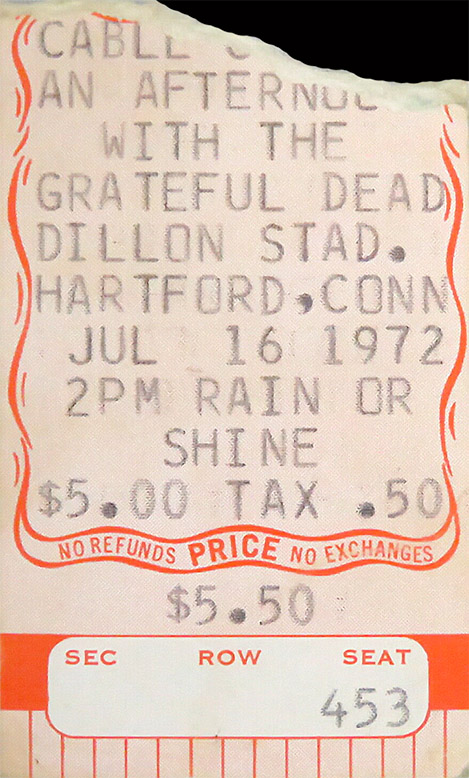 AN
WITH THE
GRATEFUL DEAD
DILLON STAD.
HARTFORD,CONN
JUL 16 1972
2PM RAIN OR
SHINE
$5.00 TAX .50
NO REFUNDS PRICE NO EXCHANGES
$5.50
SEC ROW SEAT
453